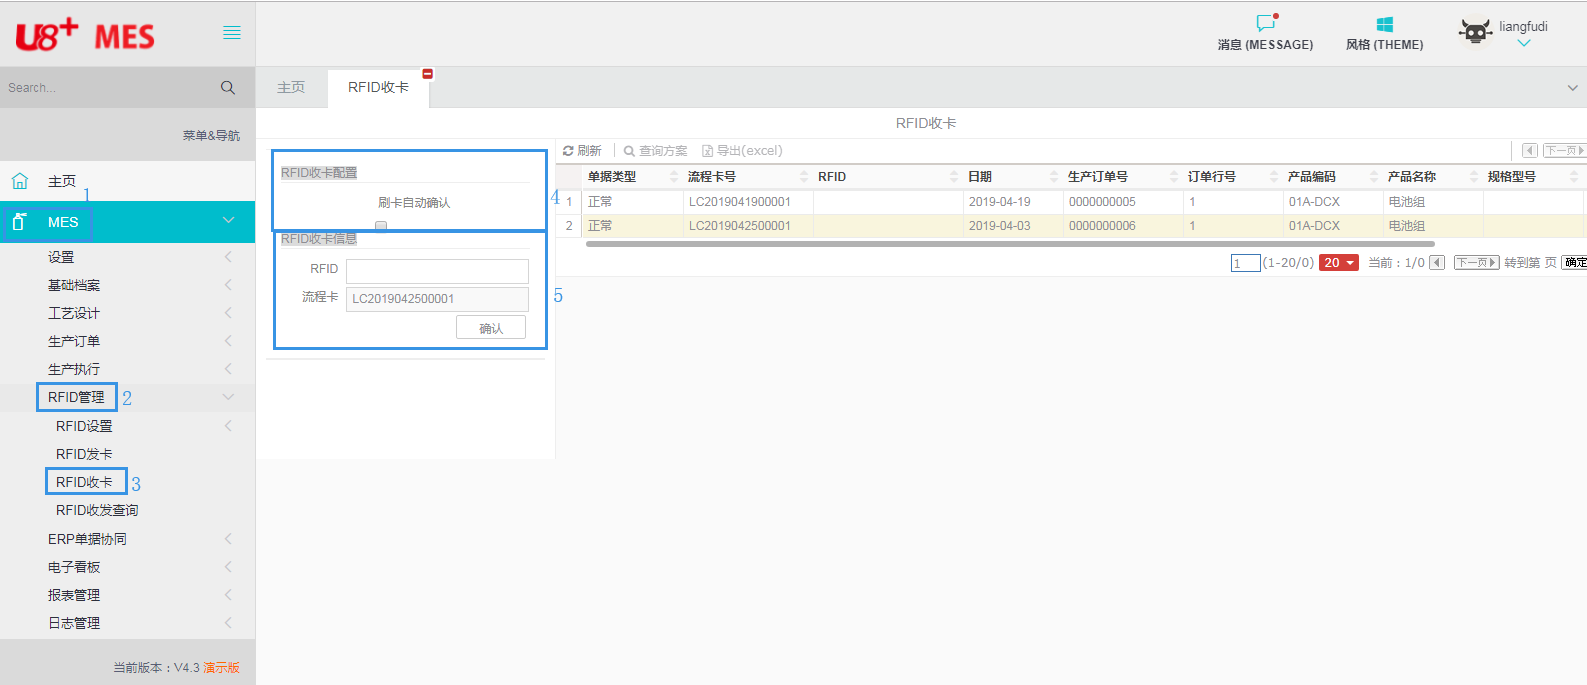 U8+ MES
消息 (MESSAGE)
风格 (THEME)
liangfudi
Search...
主页
RFID收卡
菜单&导航
RFID收卡
主页
1
MES
设置
基础档案
工艺设计
生产订单
生产执行
RFID管理
2
RFID设置
RFID发卡
RFID收卡
3
RFID收发查询
ERP单据协同
电子看板
报表管理
日志管理
当前版本：V4.3 演示版
RFID收卡配置
刷卡自动确认
4
RFID收卡信息
RFID
流程卡 LC2019042500001
确认
5
刷新 查询方案 导出(excel) 下一页
单据类型 流程卡号 RFID 日期 生产订单号 订单行号 产品编码 产品名称 规格型号
1 正常 LC2019041900001 2019-04-19 0000000005 1 01A-DCX 电池组
2 正常 LC2019042500001 2019-04-03 0000000006 1 01A-DCX 电池组
1 (1-20/0) 20 当前：1/0 下一页 转到第 页 确定